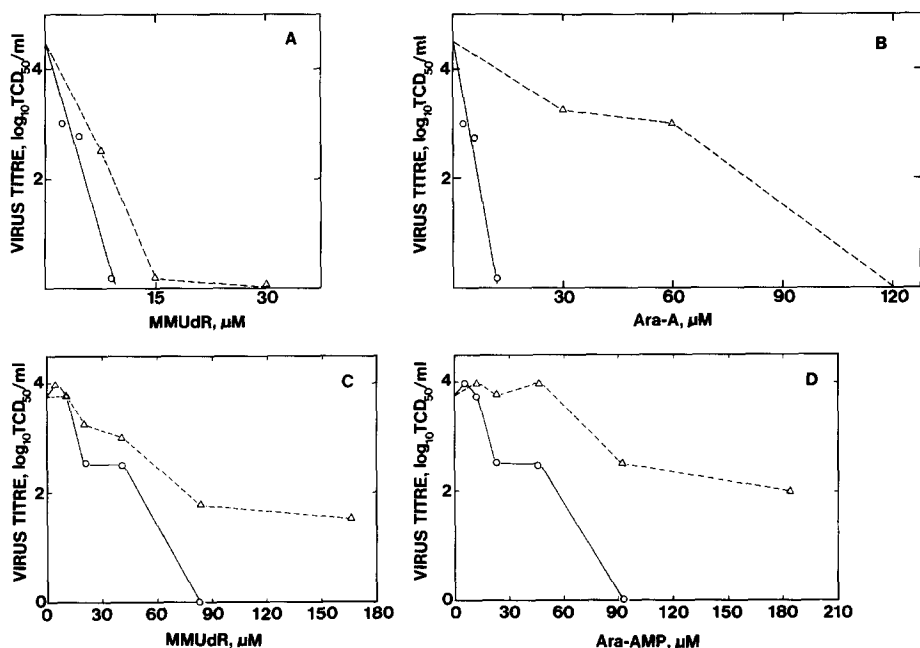 A
VIRUS TITRE, log10TCD50/ml
4
2
15
30
MMUdR, µM
B
VIRUS TITRE, log10TCD50/ml
4
2
30
60
90
120
Ara-A, µM
C
VIRUS TITRE, log10TCD50/ml
4
2
0
0
30
60
90
120
150
180
MMUdR, µM
D
VIRUS TITRE, log10TCD50/ml
4
2
0
0
30
60
90
120
150
180
210
Ara-AMP, µM